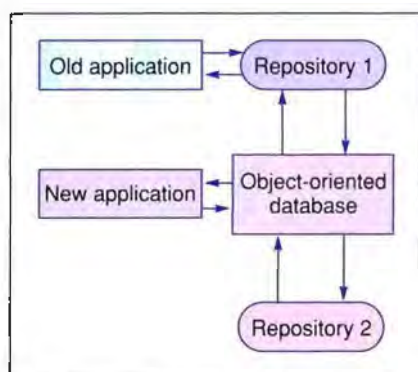 Old application
Repository 1
New application
Object-oriented
database
Repository 2